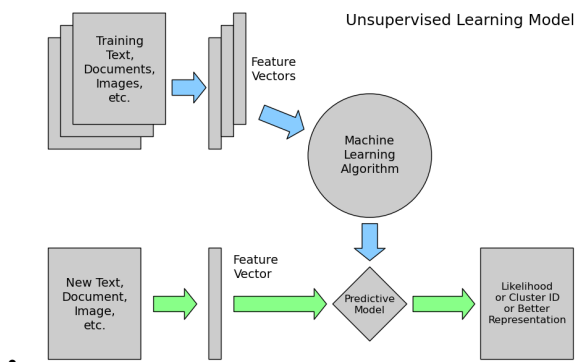 Unsupervised Learning Model
Training
Text,
Documents,
Images,
etc.
Feature
Vectors
Machine
Learning
Algorithm
New Text,
Document,
Image,
etc.
Feature
Vector
Predictive
Model
Likelihood
or Cluster ID
or Better
Representation